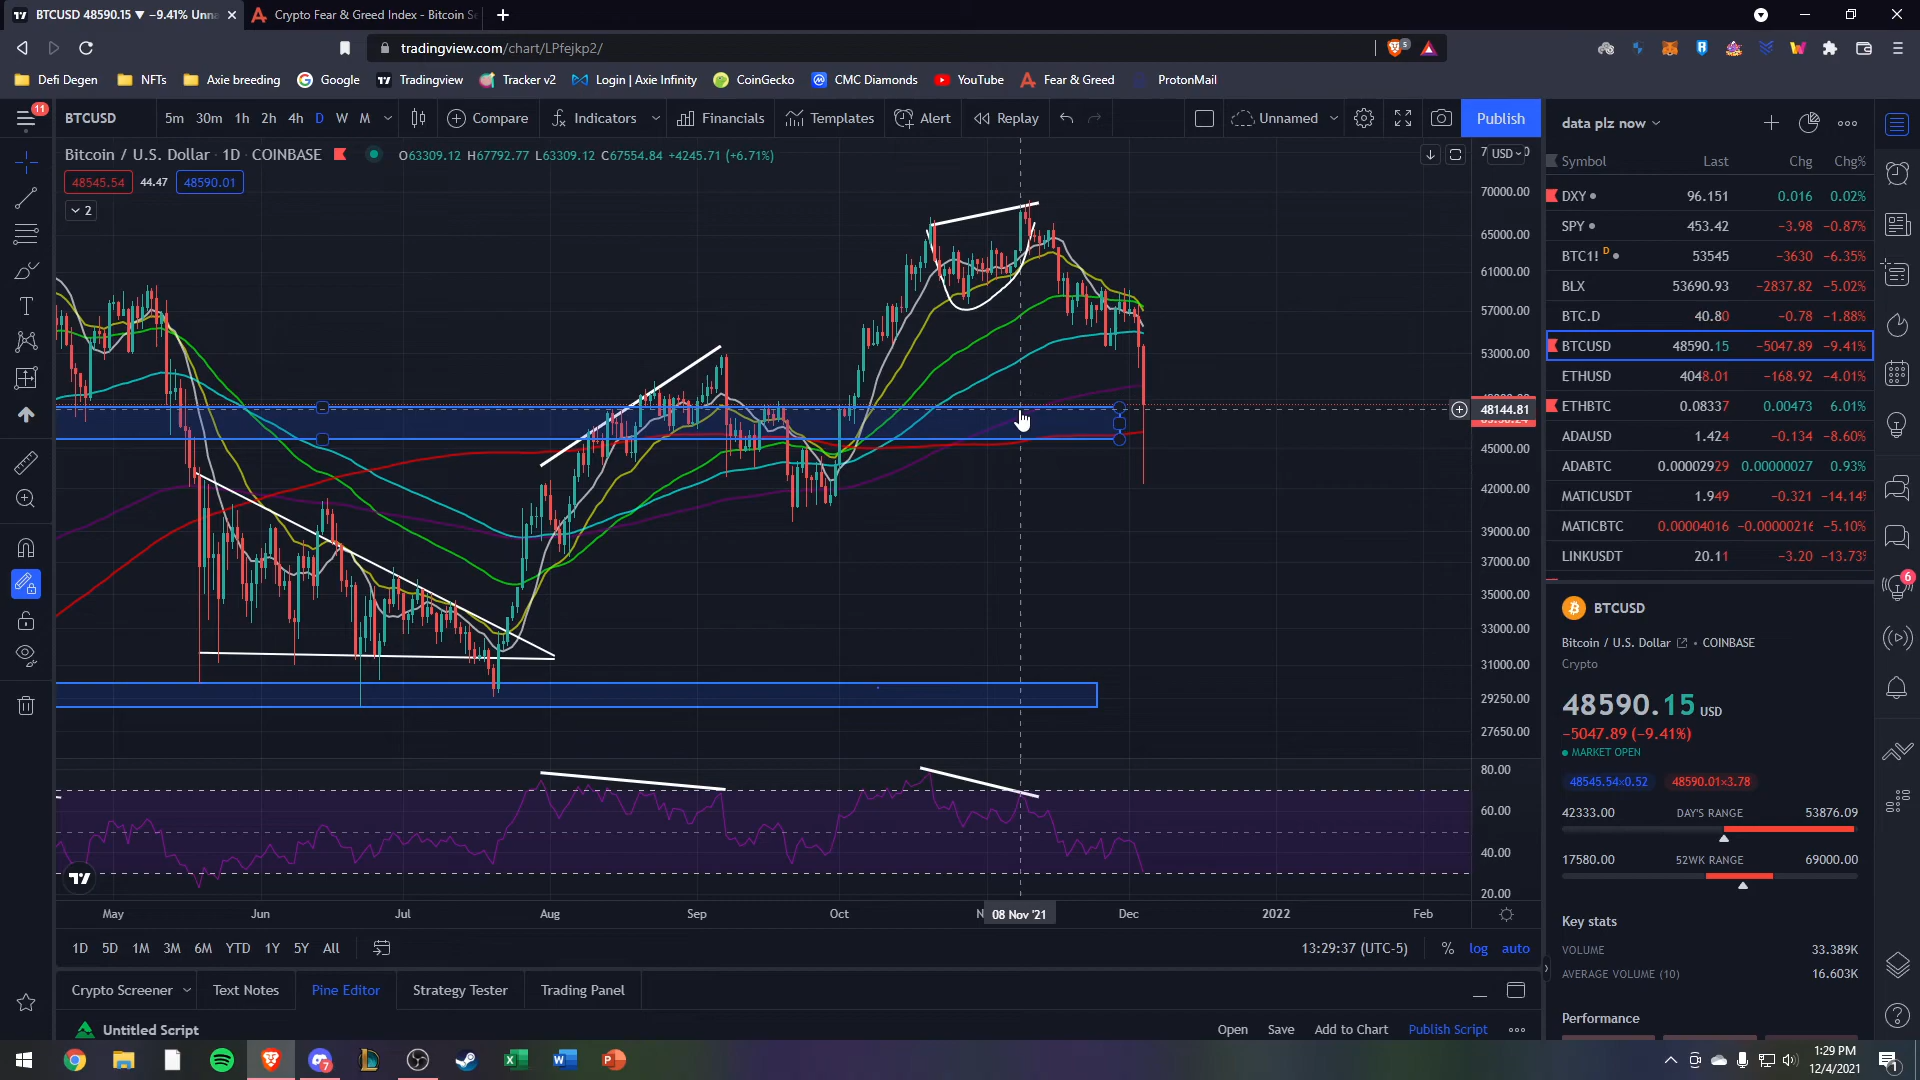 BTCUSD 48590.15 ▼ −9.41% Unna
Crypto Fear & Greed Index - Bitcoin S
tradingview.com/chart/LPfejkp2/
5
Defi Degen
NFTs
Axie breeding
Google
Tradingview
Tracker v2
Login | Axie Infinity
CoinGecko
CMC Diamonds
YouTube
Fear & Greed
ProtonMail
11
BTCUSD
5m 30m 1h 2h 4h D W M
Compare
Indicators
Financials
Templates
Alert
Replay
Unnamed
Publish
Bitcoin / U.S. Dollar · 1D · COINBASE
O63309.12 H67792.77 L63309.12 C67554.84 +4245.71 (+6.71%)
48545.54 44.47 48590.01
2
USD
70000.00
65000.00
61000.00
57000.00
53000.00
48144.81
45000.00
42000.00
39000.00
37000.00
35000.00
33000.00
31000.00
29250.00
27650.00
80.00
60.00
40.00
20.00
May Jun Jul Aug Sep Oct N 08 Nov '21 Dec 2022 Feb
1D 5D 1M 3M 6M YTD 1Y 5Y All
13:29:37 (UTC-5)
% log auto
Crypto Screener
Text Notes
Pine Editor
Strategy Tester
Trading Panel
Untitled Script
Open Save Add to Chart Publish Script
data plz now
Symbol Last Chg Chg%
DXY 96.151 0.016 0.02%
SPY 453.42 −3.98 −0.87%
BTC1! D 53545 −3630 −6.35%
BLX 53690.93 −2837.82 −5.02%
BTC.D 40.80 −0.78 −1.88%
BTCUSD 48590.15 −5047.89 −9.41%
ETHUSD 4048.01 −168.92 −4.01%
ETHBTC 0.08337 0.00473 6.01%
ADAUSD 1.424 −0.134 −8.60%
ADABTC 0.00002929 0.00000027 0.93%
MATICUSDT 1.949 −0.321 −14.14%
MATICBTC 0.00004016 −0.00000216 −5.10%
LINKUSDT 20.11 −3.20 −13.73%
BTCUSD
Bitcoin / U.S. Dollar • COINBASE
Crypto
48590.15 USD
−5047.89 (−9.41%)
MARKET OPEN
48545.54×0.52 48590.01×3.78
42333.00 DAY'S RANGE 53876.09
17580.00 52WK RANGE 69000.00
Key stats
VOLUME 33.389K
AVERAGE VOLUME (10) 16.603K
Performance
6
7
1:29 PM
12/4/2021
1